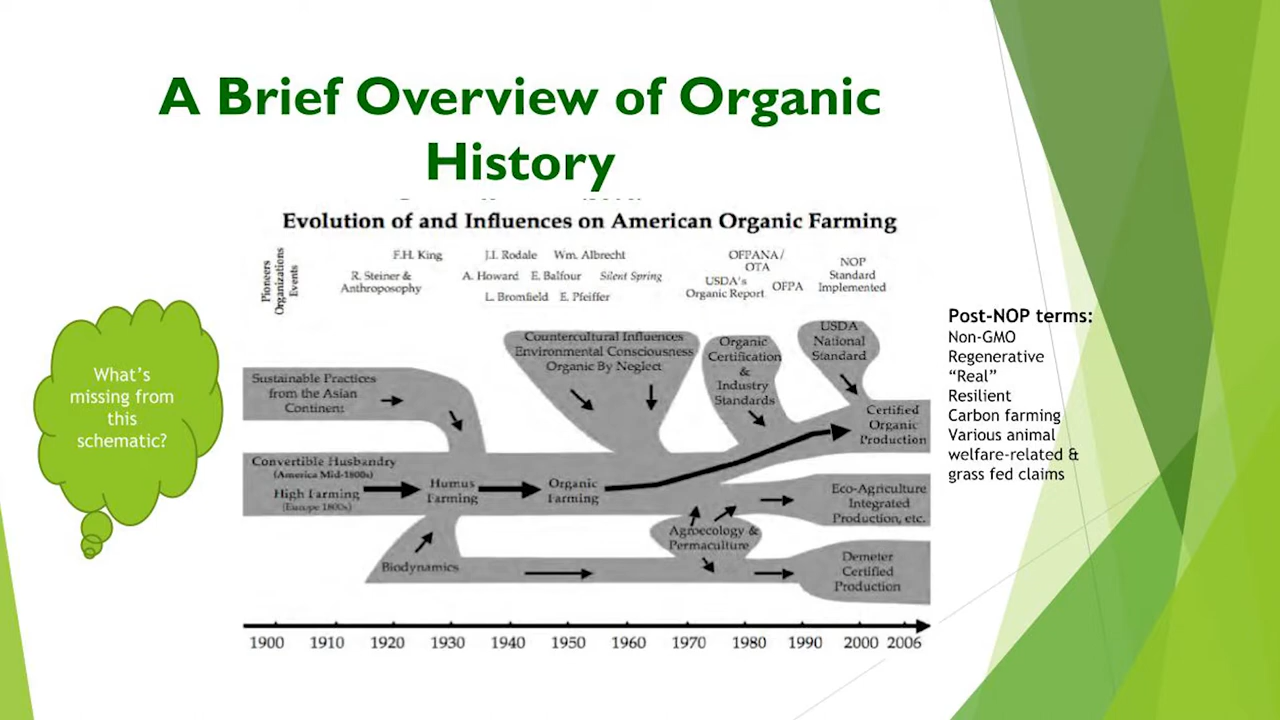 A Brief Overview of Organic
History
Evolution of and Influences on American Organic Farming
Pioneers
Organizations
Events
F.H. King
R. Steiner &
Anthroposophy
J.I. Rodale
Wm. Albrecht
A. Howard
E. Balfour
Silent Spring
L. Bromfield
E. Pfeiffer
OFPANA/
OTA
USDA's
Organic Report
OFPA
NOP
Standard
Implemented
What's
missing from
this
schematic?
Sustainable Practices
from the Asian
Continent
Countercultural Influences
Environmental Consciousness
Organic By Neglect
Organic
Certification
&
Industry
Standards
USDA
National
Standard
Certified
Organic
Production
Convertible Husbandry
(America Mid-1800s)
High Farming
(Europe 1800s)
Humus
Farming
Organic
Farming
Eco-Agriculture
Integrated
Production, etc.
Agroecology &
Permaculture
Biodynamics
Demeter
Certified
Production
1900 1910 1920 1930 1940 1950 1960 1970 1980 1990 2000 2006
Post-NOP terms:
Non-GMO
Regenerative
“Real”
Resilient
Carbon farming
Various animal
welfare-related &
grass fed claims